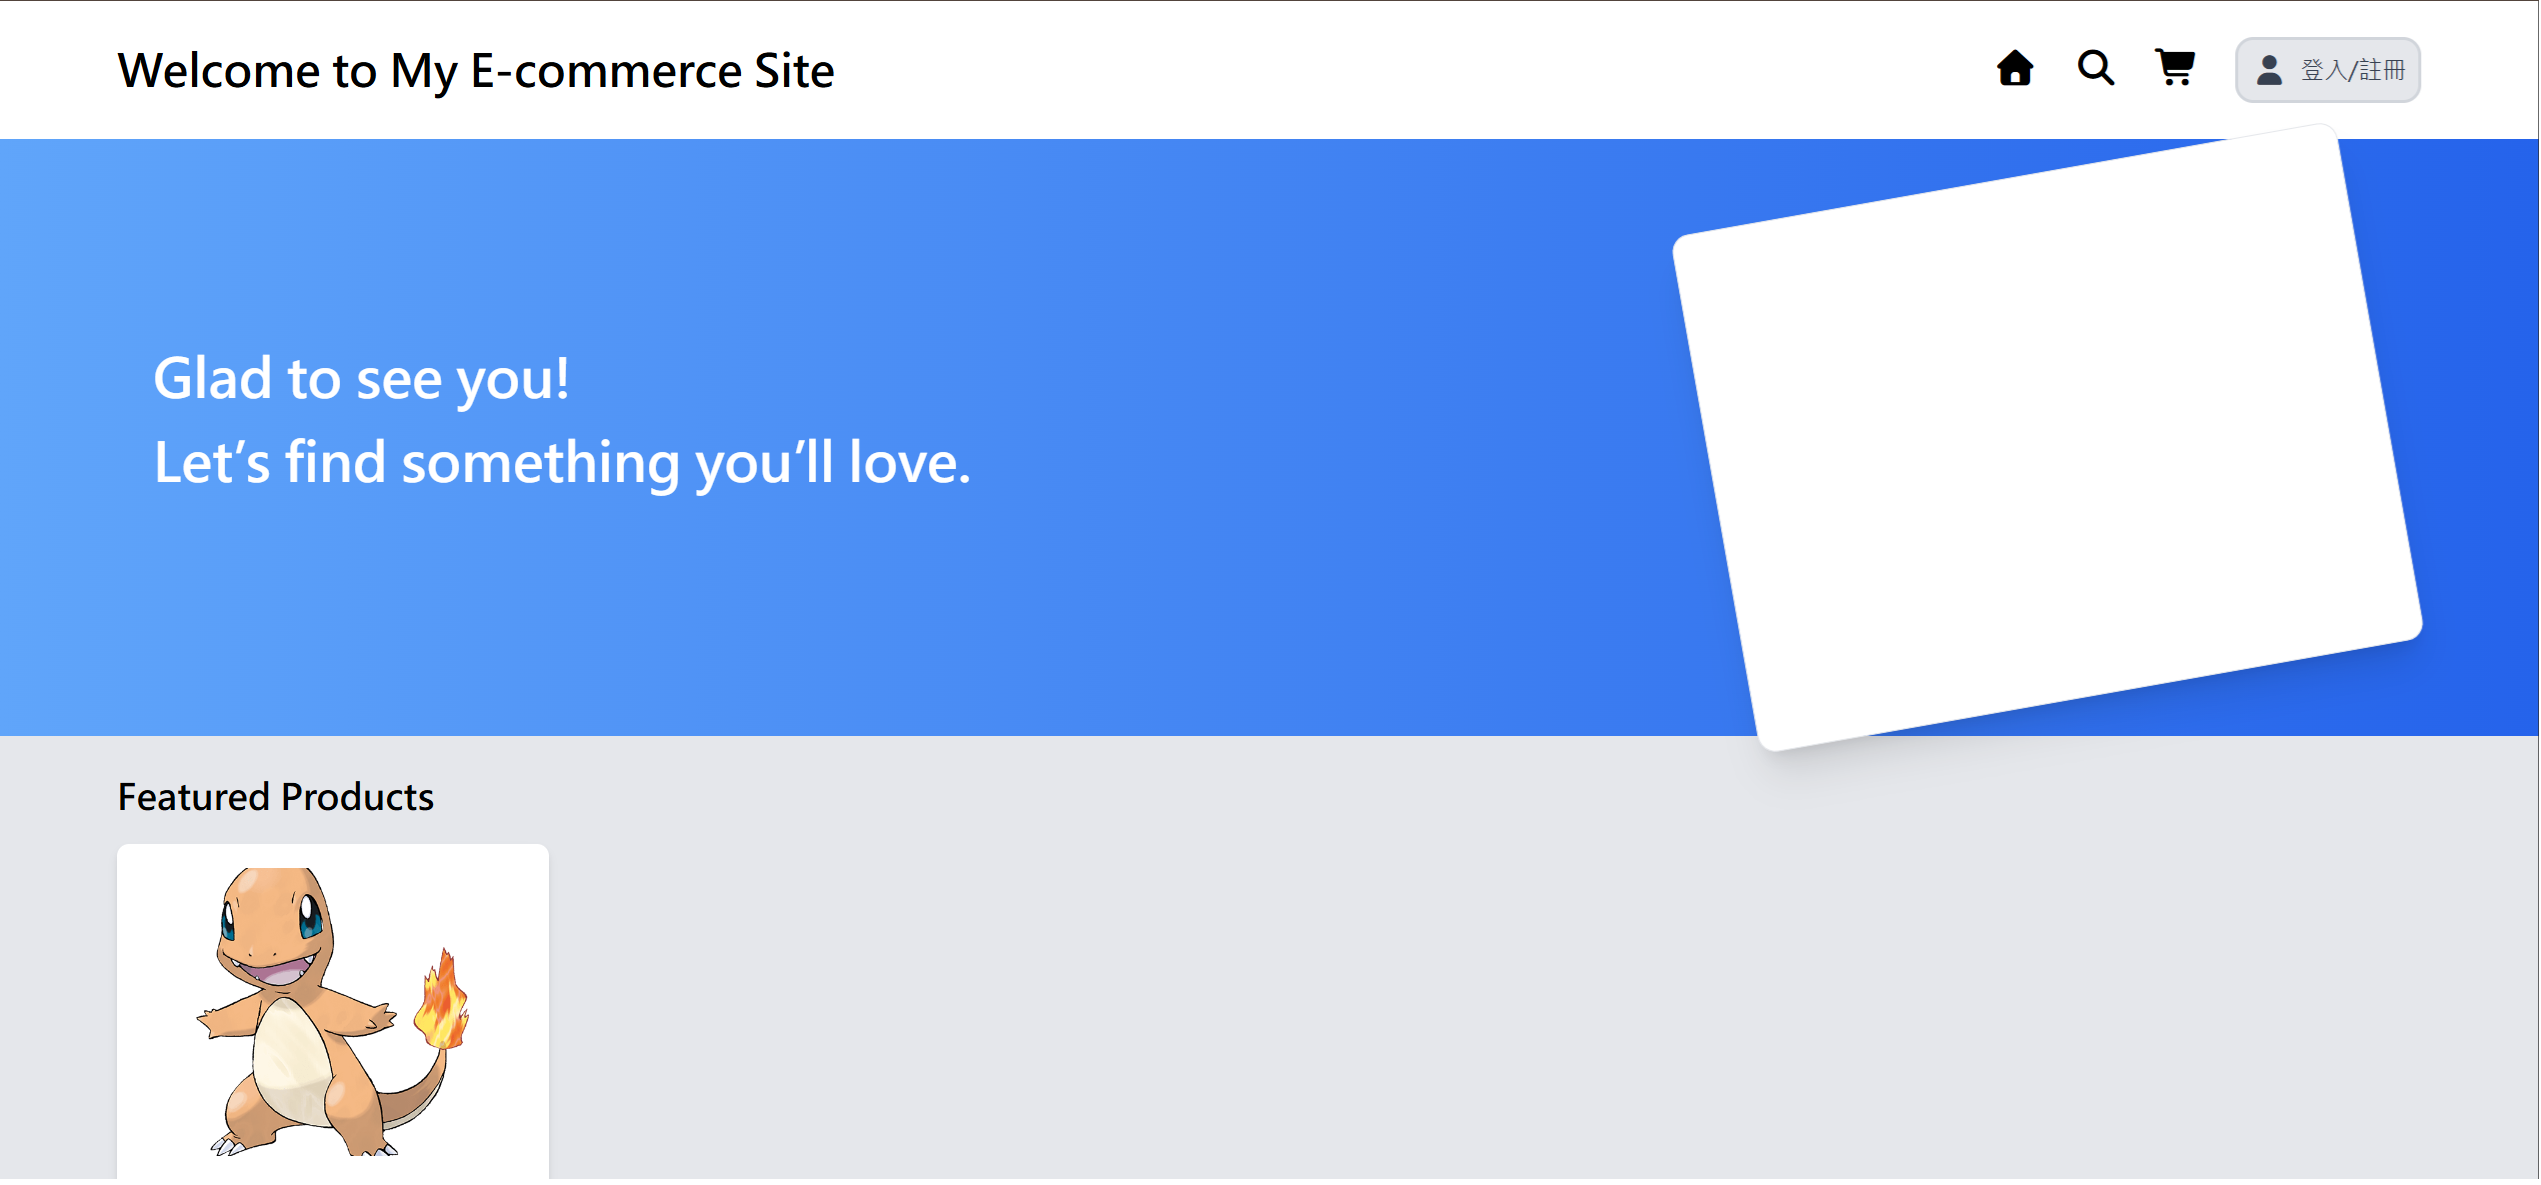 Welcome to My E-commerce Site
登入/註冊
Glad to see you!
Let’s find something you’ll love.
Featured Products